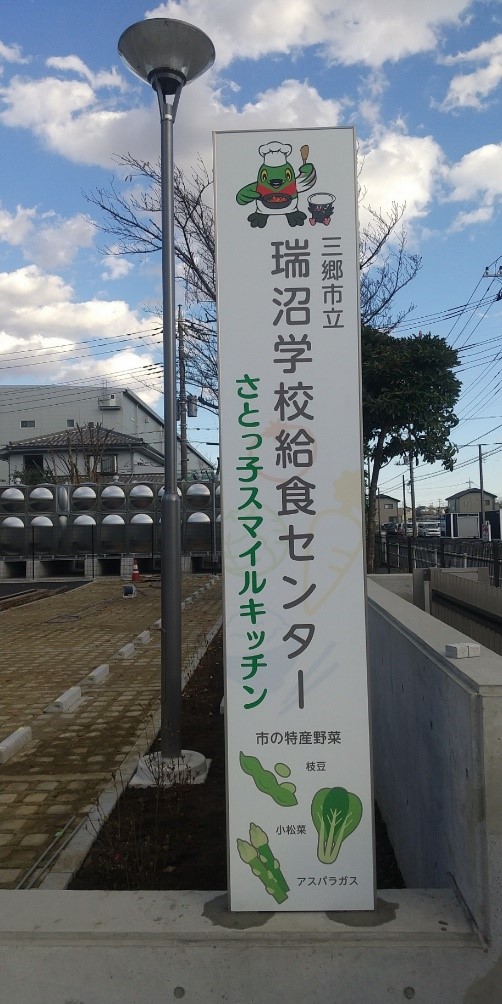 三郷市立
瑞沼学校給食センター
さとっ子スマイルキッチン
市の特産野菜
枝豆
小松菜
アスパラガス